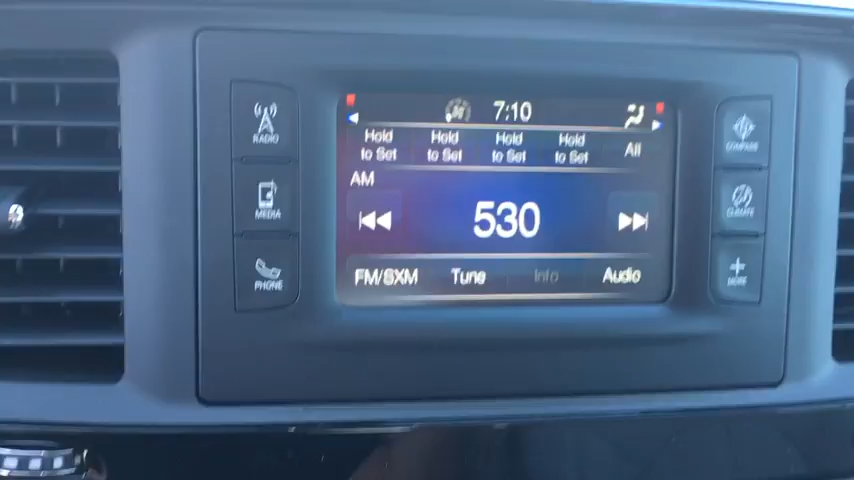 7:10
Hold to Set
Hold to Set
Hold to Set
Hold to Set
All
AM
530
FM/SXM Tune Info Audio
RADIO
MEDIA
PHONE
COMPASS
CLIMATE
MORE